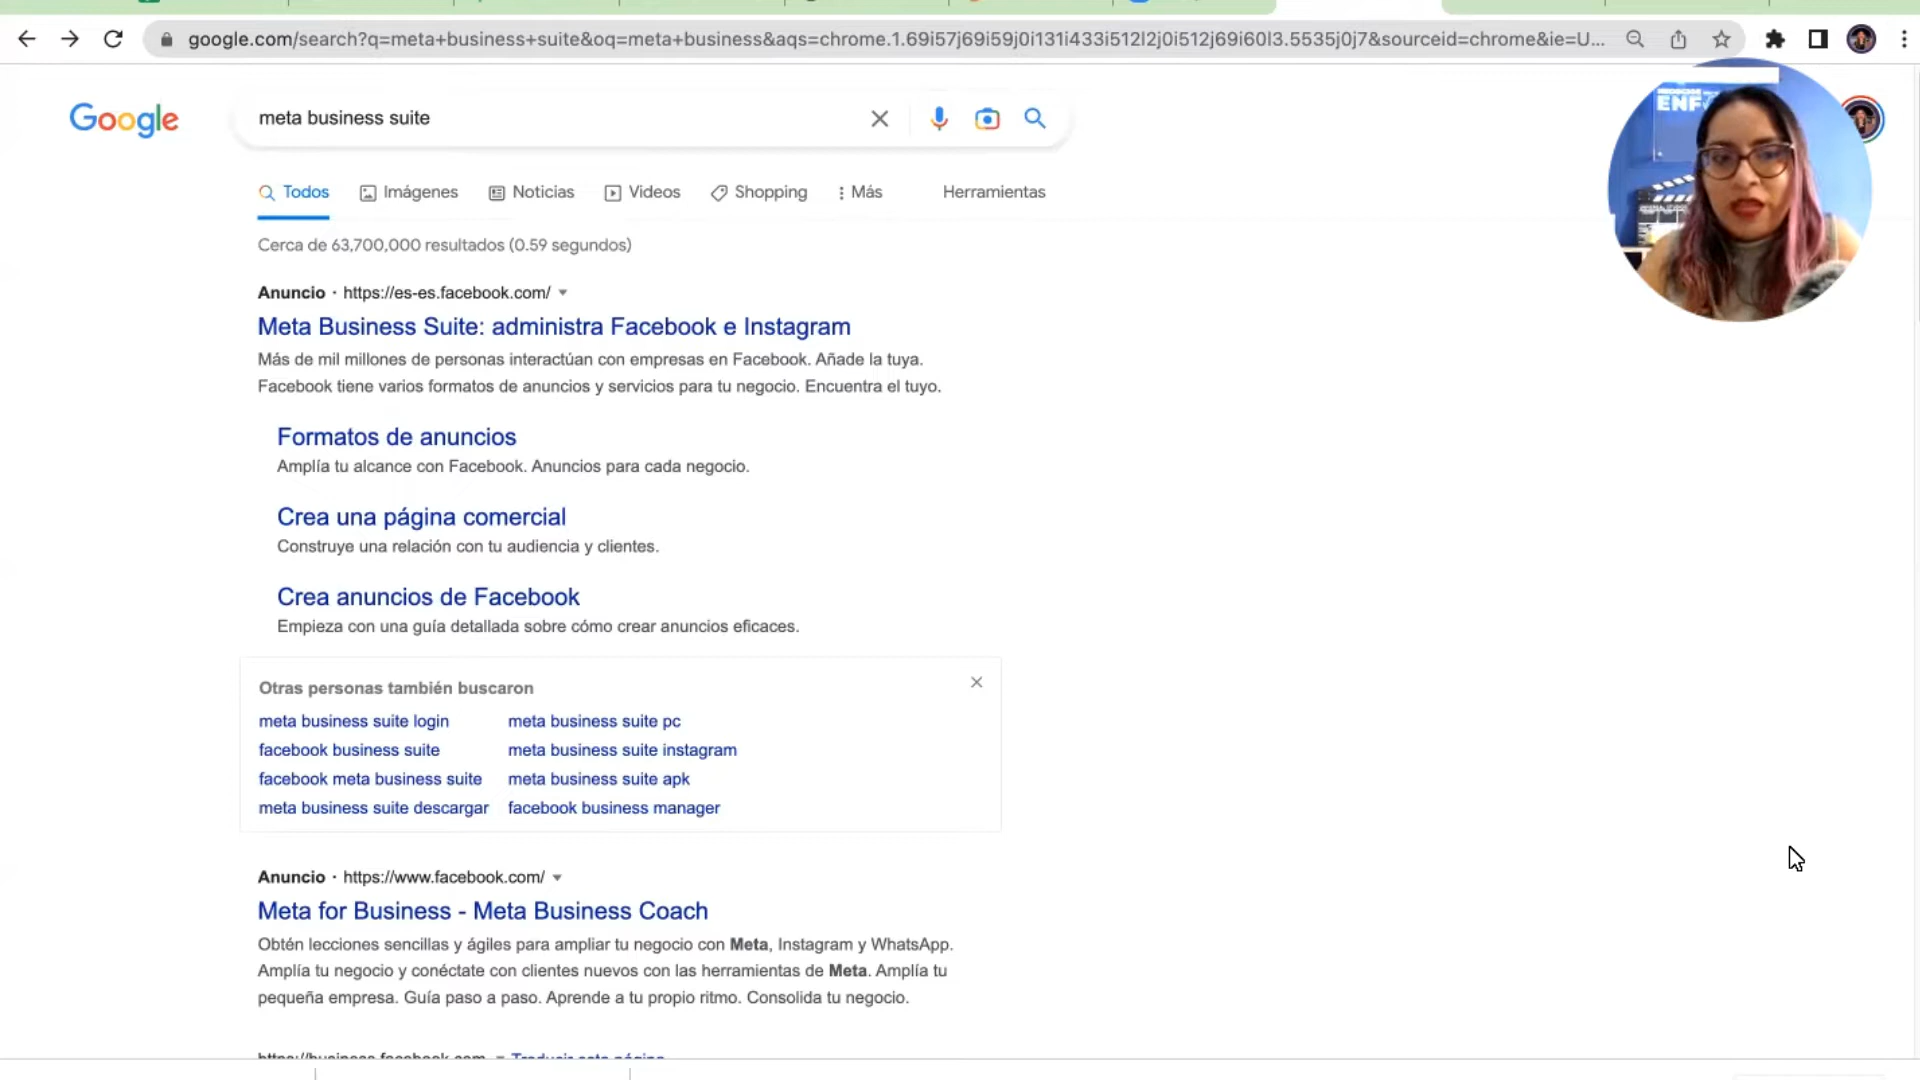 google.com/search?q=meta+business+suite&oq=meta+business&aqs=chrome.1.69i57j69i59j0i131i433i512l2j0i512j69i60l3.5535j0j7&sourceid=chrome&ie=U...
Google
meta business suite
Todos
Imágenes
Noticias
Videos
Shopping
Más
Herramientas
Cerca de 63,700,000 resultados (0.59 segundos)
Anuncio · https://es-es.facebook.com/
Meta Business Suite: administra Facebook e Instagram
Más de mil millones de personas interactúan con empresas en Facebook. Añade la tuya.
Facebook tiene varios formatos de anuncios y servicios para tu negocio. Encuentra el tuyo.
Formatos de anuncios
Amplía tu alcance con Facebook. Anuncios para cada negocio.
Crea una página comercial
Construye una relación con tu audiencia y clientes.
Crea anuncios de Facebook
Empieza con una guía detallada sobre cómo crear anuncios eficaces.
Otras personas también buscaron
meta business suite login
meta business suite pc
facebook business suite
meta business suite instagram
facebook meta business suite
meta business suite apk
meta business suite descargar
facebook business manager
Anuncio · https://www.facebook.com/
Meta for Business - Meta Business Coach
Obtén lecciones sencillas y ágiles para ampliar tu negocio con Meta, Instagram y WhatsApp.
Amplía tu negocio y conéctate con clientes nuevos con las herramientas de Meta. Amplía tu
pequeña empresa. Guía paso a paso. Aprende a tu propio ritmo. Consolida tu negocio.
https://business.facebook.com
Traducir esta página